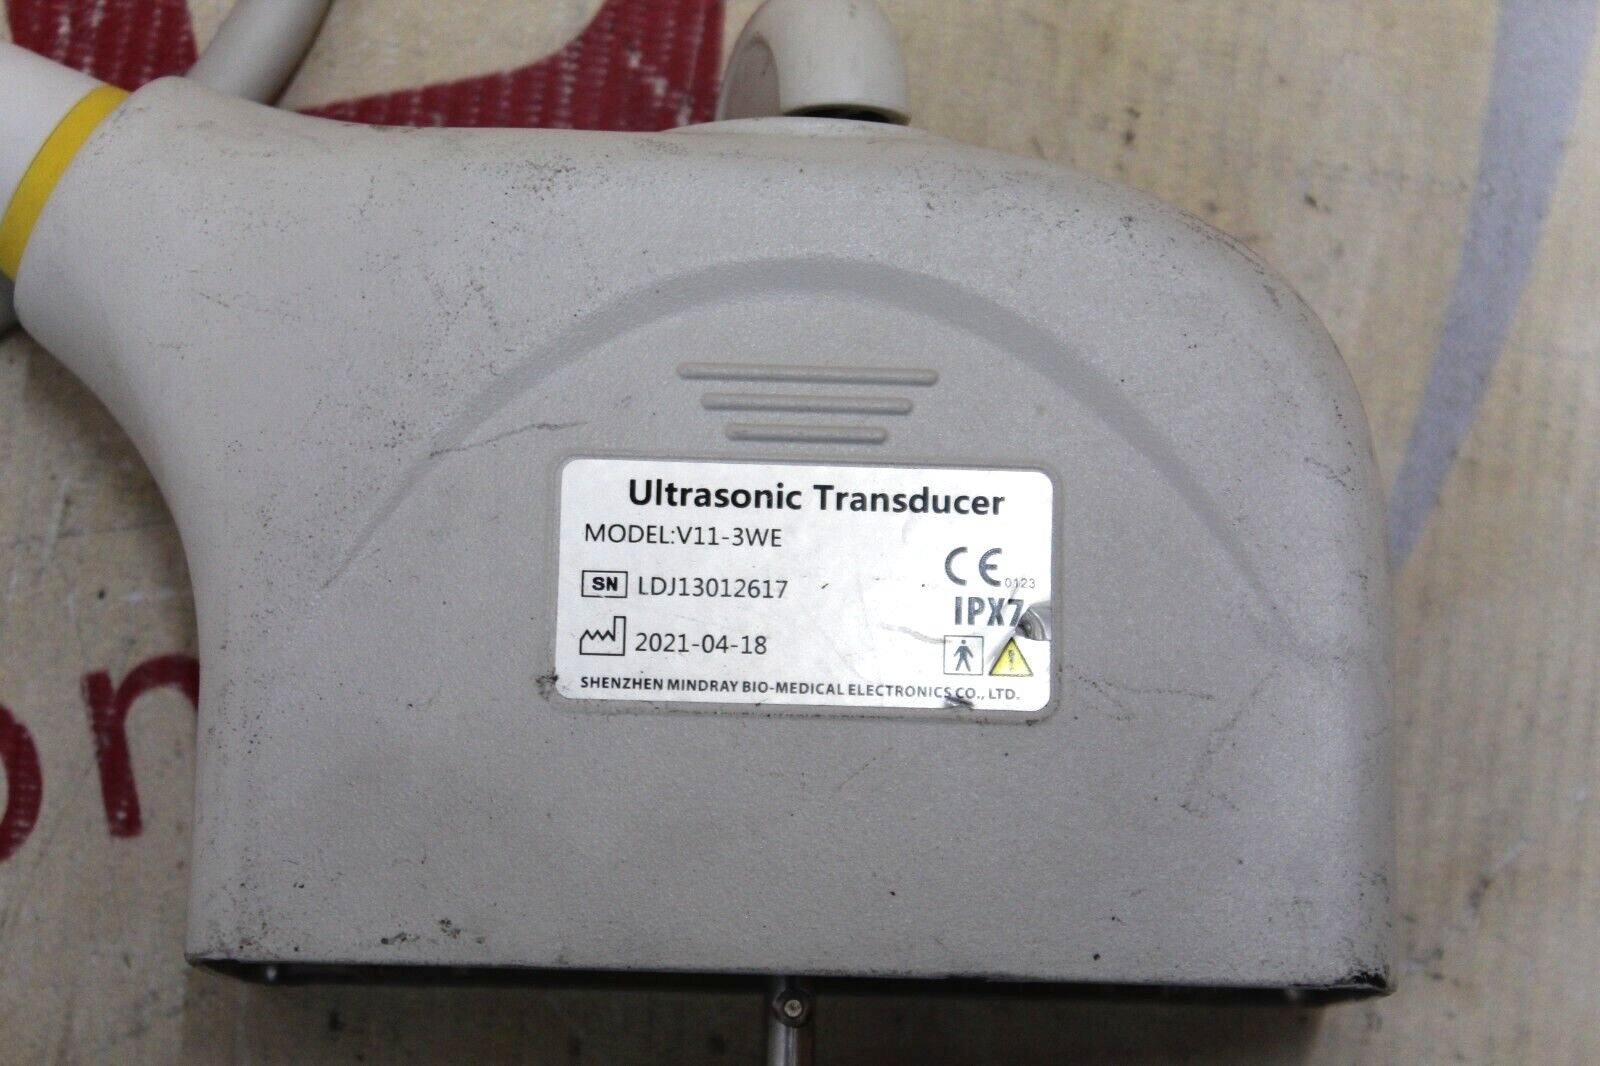 Ultrasonic Transducer
MODEL:V11-3WE
SN LDJ13012617
2021-04-18
CE 0123
IPX7
SHENZHEN MINDRAY BIO-MEDICAL ELECTRONICS CO., LTD.
on